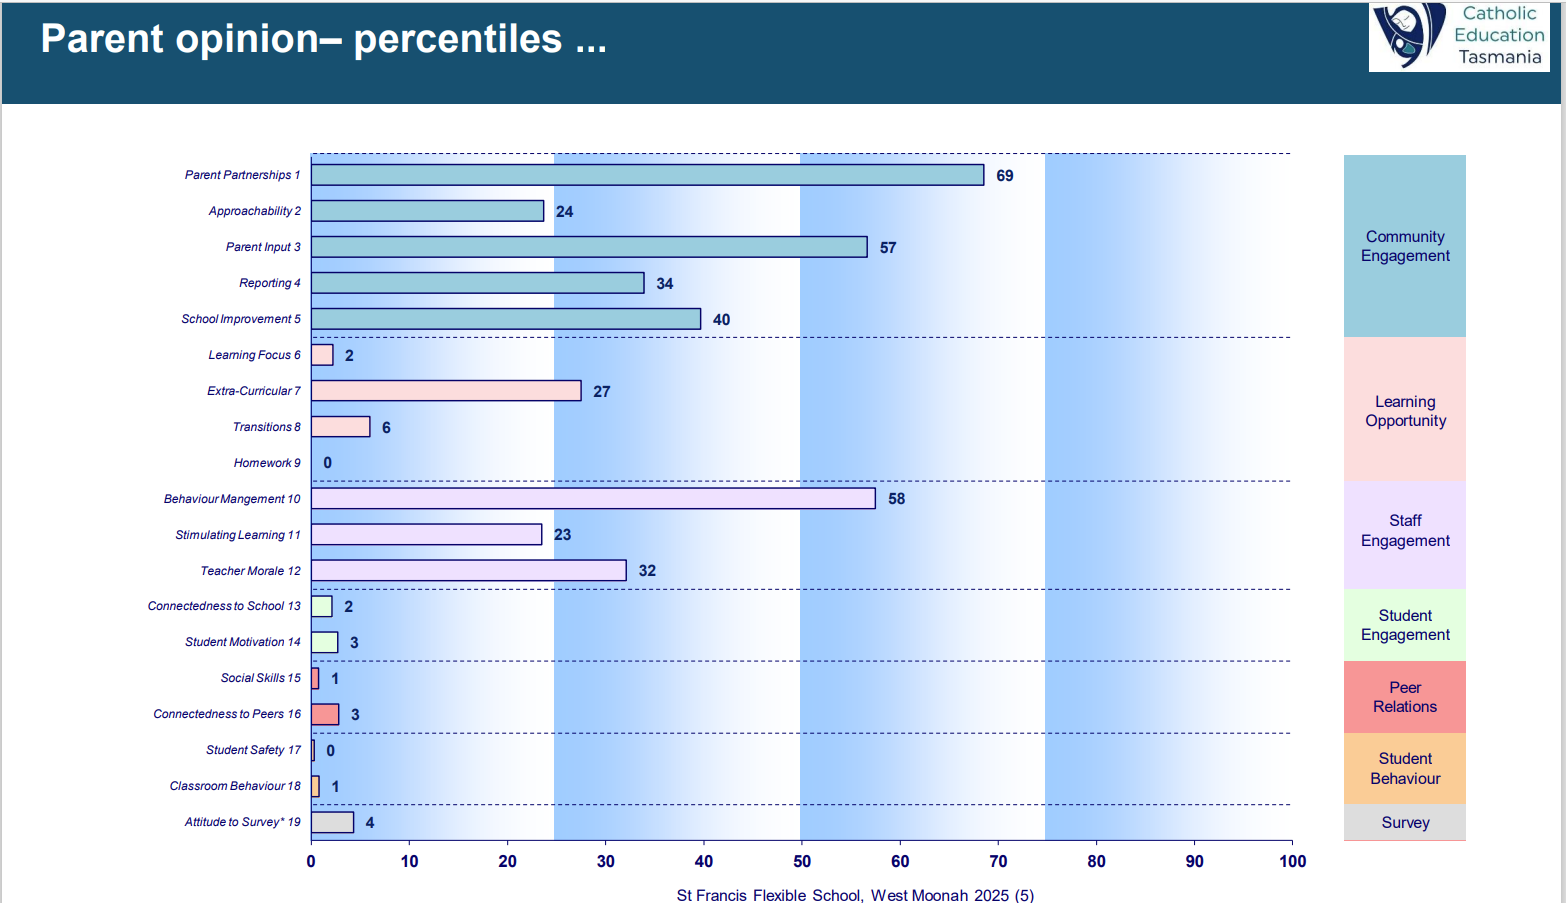 Parent opinion– percentiles ...
Catholic
Education
Tasmania
Parent Partnerships 1
69
Approachability 2
24
Parent Input 3
57
Reporting 4
34
School Improvement 5
40
Community
Engagement
Learning Focus 6
2
Extra-Curricular 7
27
Transitions 8
6
Homework 9
0
Learning
Opportunity
Behaviour Mangement 10
58
Stimulating Learning 11
23
Teacher Morale 12
32
Staff
Engagement
Connectedness to School 13
2
Student Motivation 14
3
Student
Engagement
Social Skills 15
1
Connectedness to Peers 16
3
Peer
Relations
Student Safety 17
0
Classroom Behaviour 18
1
Student
Behaviour
Attitude to Survey* 19
4
Survey
0 10 20 30 40 50 60 70 80 90 100
St Francis Flexible School, West Moonah 2025 (5)